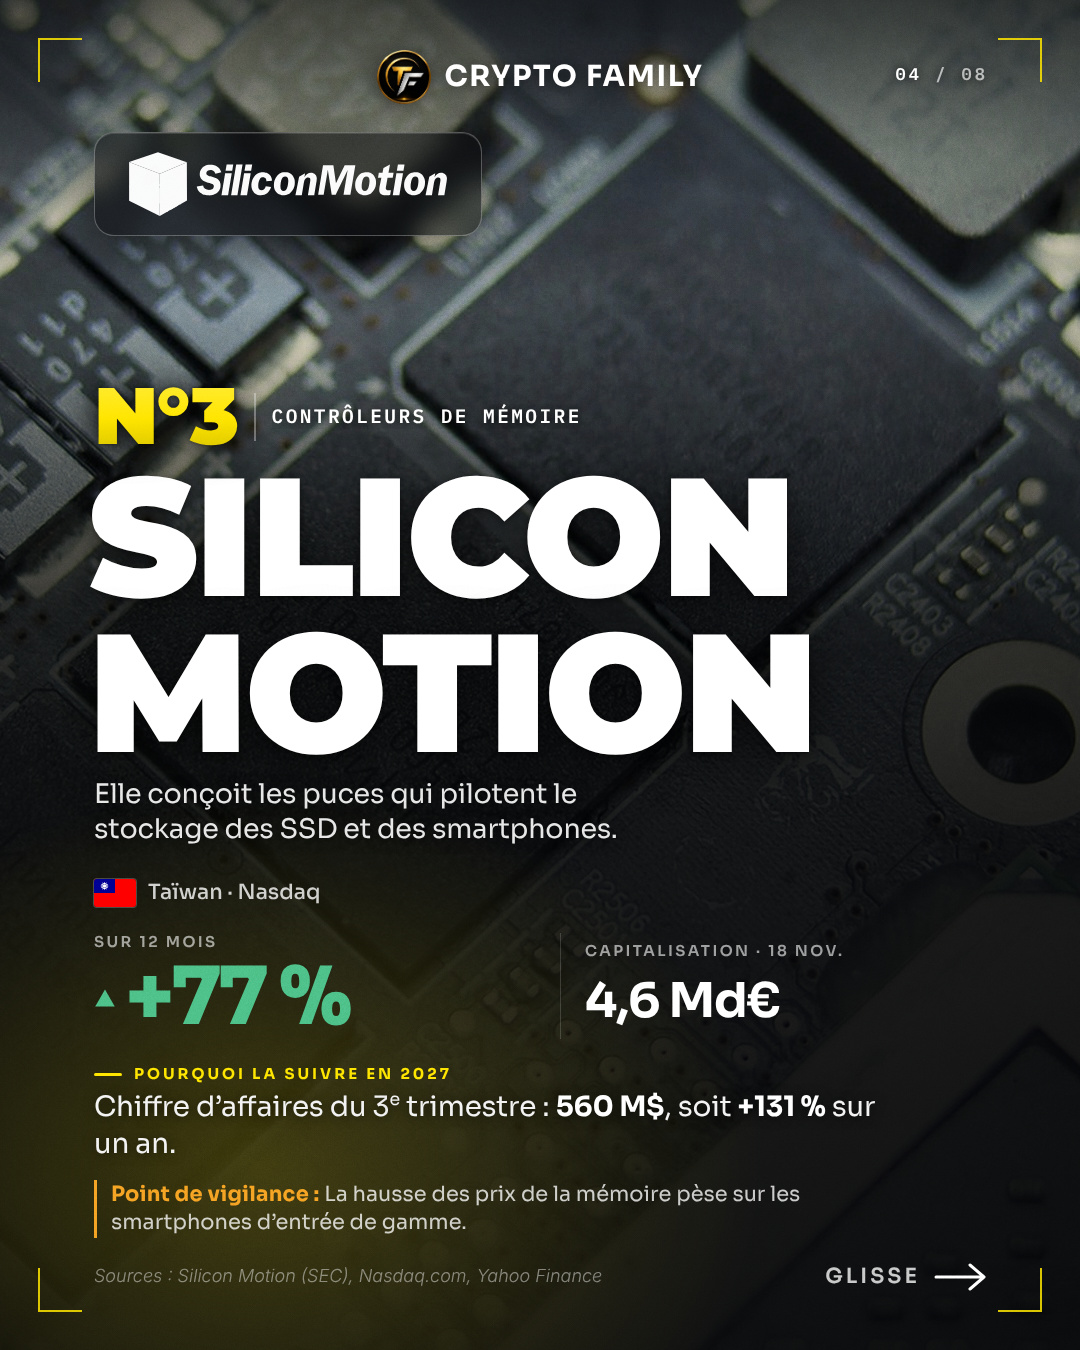 CRYPTO FAMILY
04 / 08
SiliconMotion
N°3
CONTRÔLEURS DE MÉMOIRE
SILICON
MOTION
Elle conçoit les puces qui pilotent le
stockage des SSD et des smartphones.
Taïwan · Nasdaq
SUR 12 MOIS
▲ +77 %
CAPITALISATION · 18 NOV.
4,6 Md€
POURQUOI LA SUIVRE EN 2027
Chiffre d’affaires du 3e trimestre : 560 M$, soit +131 % sur
un an.
Point de vigilance : La hausse des prix de la mémoire pèse sur les
smartphones d’entrée de gamme.
Sources : Silicon Motion (SEC), Nasdaq.com, Yahoo Finance
GLISSE
C2403
R2408